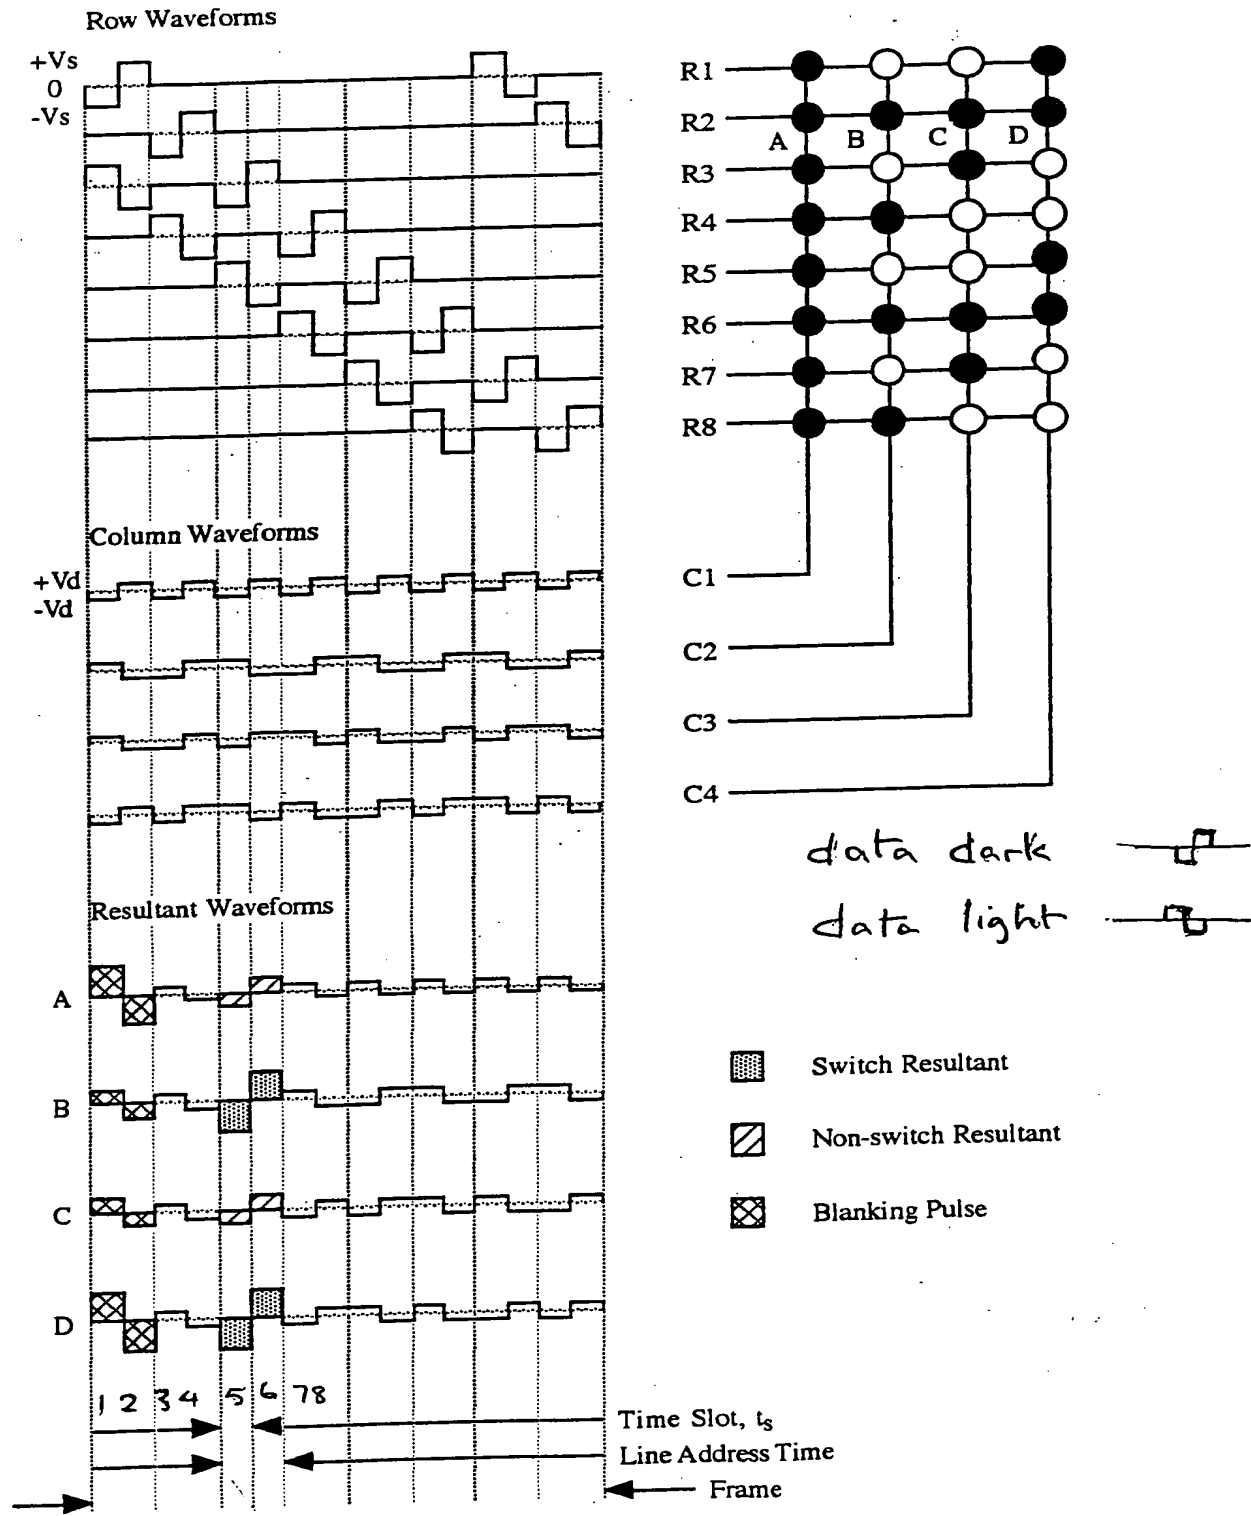 Row Waveforms
+Vs
0
-Vs
R1
R2
A B C D
R3
R4
R5
R6
R7
R8
Column Waveforms
+Vd
-Vd
C1
C2
C3
C4
data dark
data light
Resultant Waveforms
A
B
C
D
Switch Resultant
Non-switch Resultant
Blanking Pulse
1 2 3 4 5 6 7 8
Time Slot, ts
Line Address Time
Frame